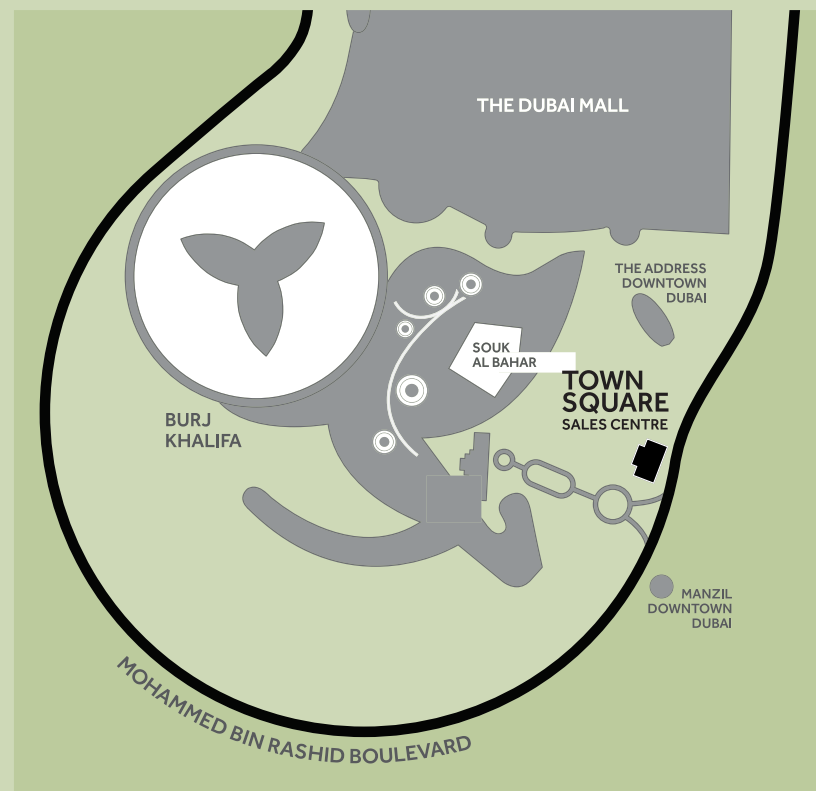 THE DUBAI MALL
THE ADDRESS
DOWNTOWN
DUBAI
SOUK
AL BAHAR
TOWN
SQUARE
SALES CENTRE
BURJ
KHALIFA
MANZIL
DOWNTOWN
DUBAI
MOHAMMED BIN RASHID BOULEVARD